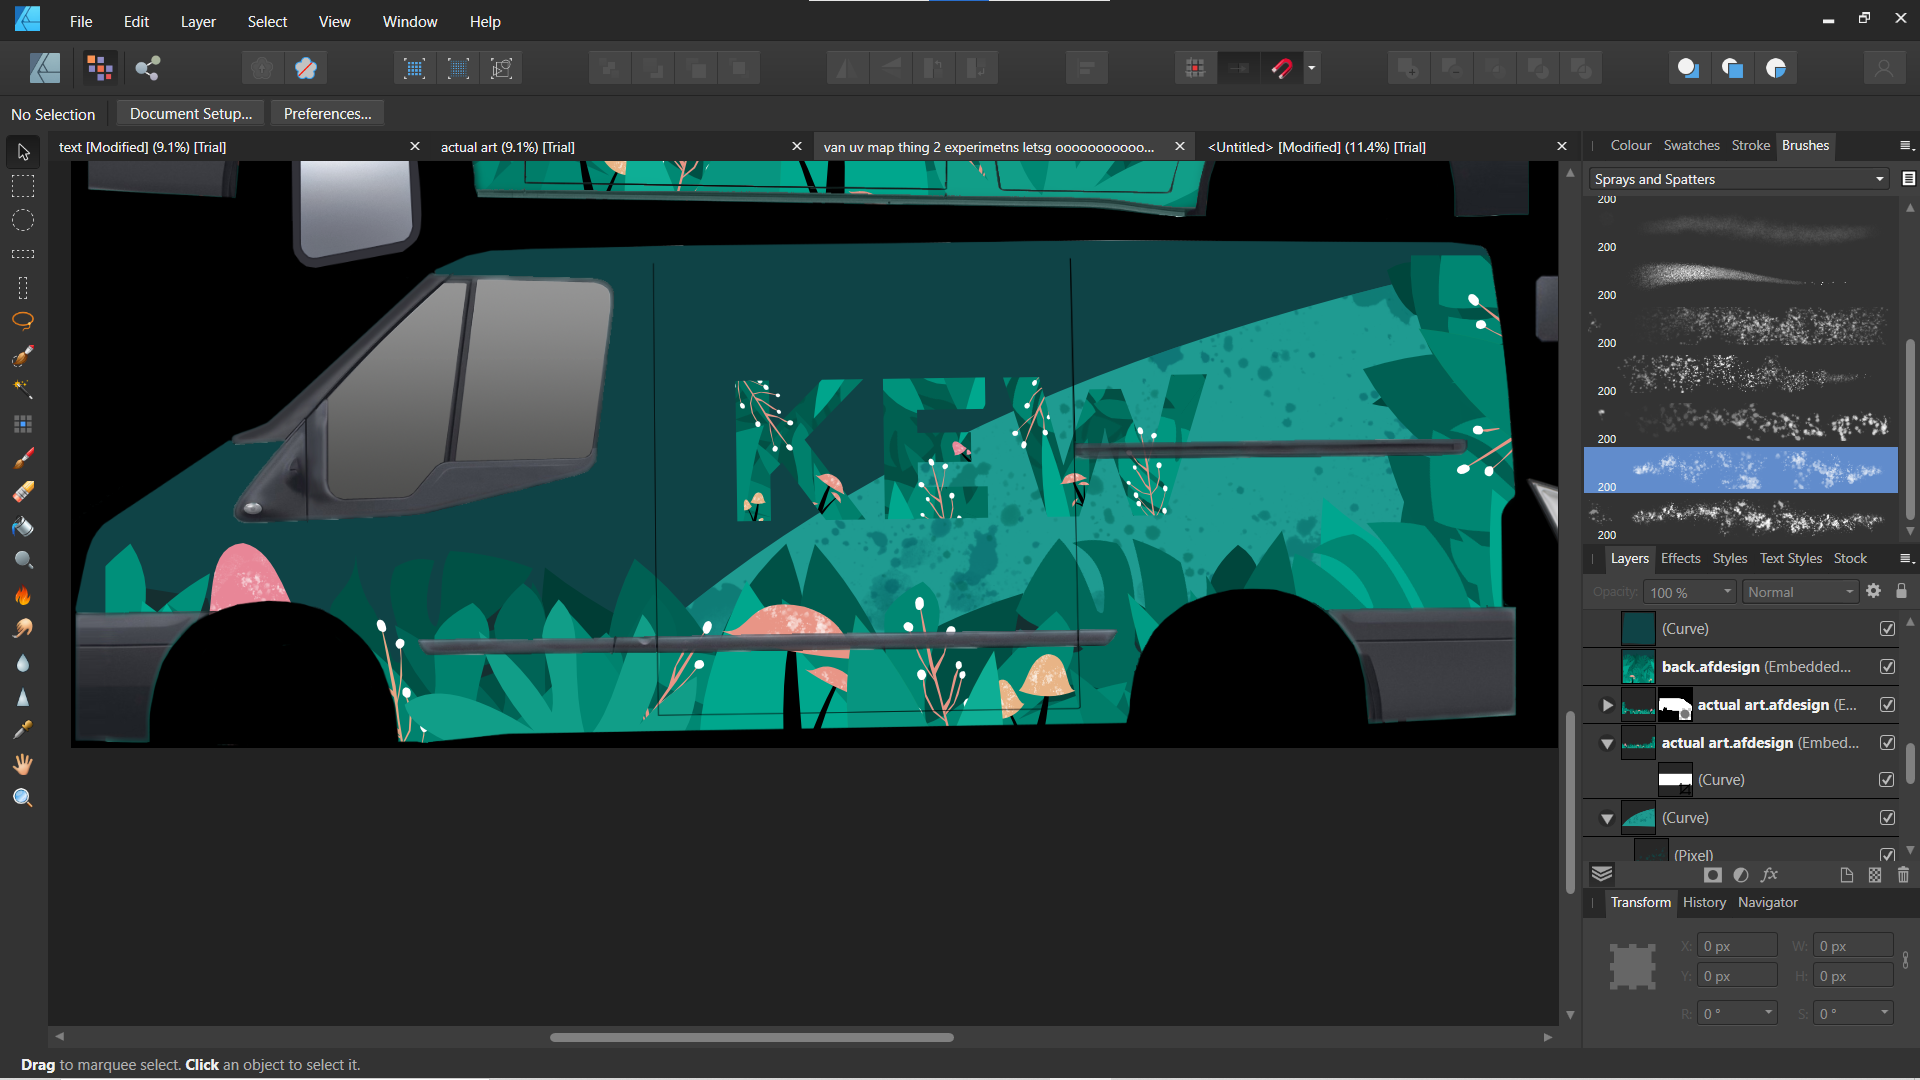 File Edit Layer Select View Window Help
No Selection Document Setup... Preferences...
text [Modified] (9.1%) [Trial]
actual art (9.1%) [Trial]
van uv map thing 2 experimetns letsg ooooooooooo...
<Untitled> [Modified] (11.4%) [Trial]
KEW
Colour Swatches Stroke Brushes
Sprays and Spatters
200
200
200
200
200
200
200
200
Layers Effects Styles Text Styles Stock
Opacity: 100 % Normal
(Curve)
back.afdesign (Embedded...
actual art.afdesign (E...
actual art.afdesign (Embed...
(Curve)
(Curve)
(Pixel)
Transform History Navigator
X: 0 px W: 0 px
Y: 0 px H: 0 px
R: 0 ° S: 0 °
Drag to marquee select. Click an object to select it.